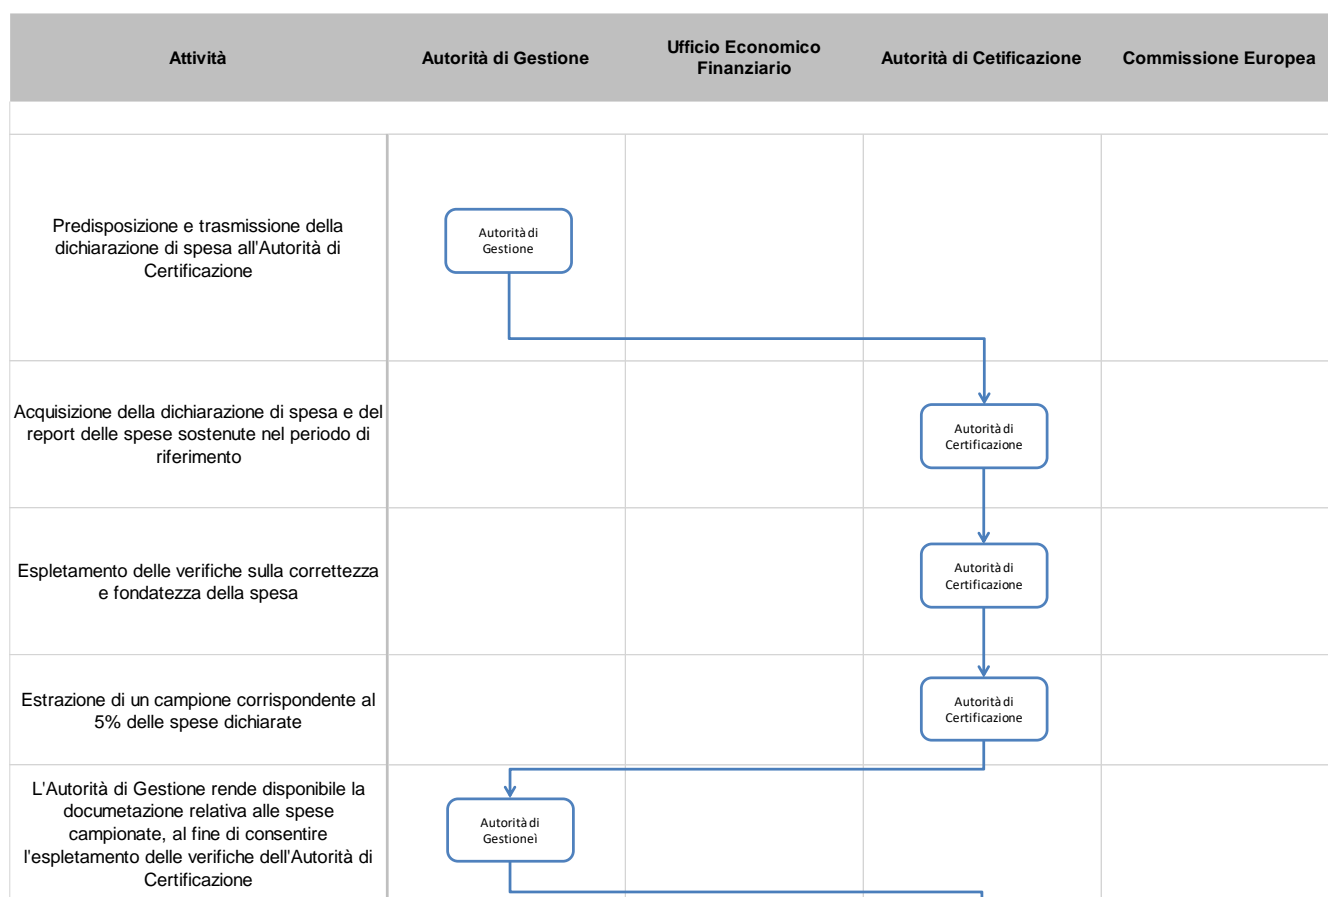 Attività
Autorità di Gestione
Ufficio Economico
Finanziario
Autorità di Cetificazione
Commissione Europea
Predisposizione e trasmissione della
dichiarazione di spesa all'Autorità di
Certificazione
Autorità di
Gestione
Acquisizione della dichiarazione di spesa e del
report delle spese sostenute nel periodo di
riferimento
Autorità di
Certificazione
Espletamento delle verifiche sulla correttezza
e fondatezza della spesa
Autorità di
Certificazione
Estrazione di un campione corrispondente al
5% delle spese dichiarate
Autorità di
Certificazione
L'Autorità di Gestione rende disponibile la
documetazione relativa alle spese
campionate, al fine di consentire
l'espletamento delle verifiche dell'Autorità di
Certificazione
Autorità di
Gestioneì